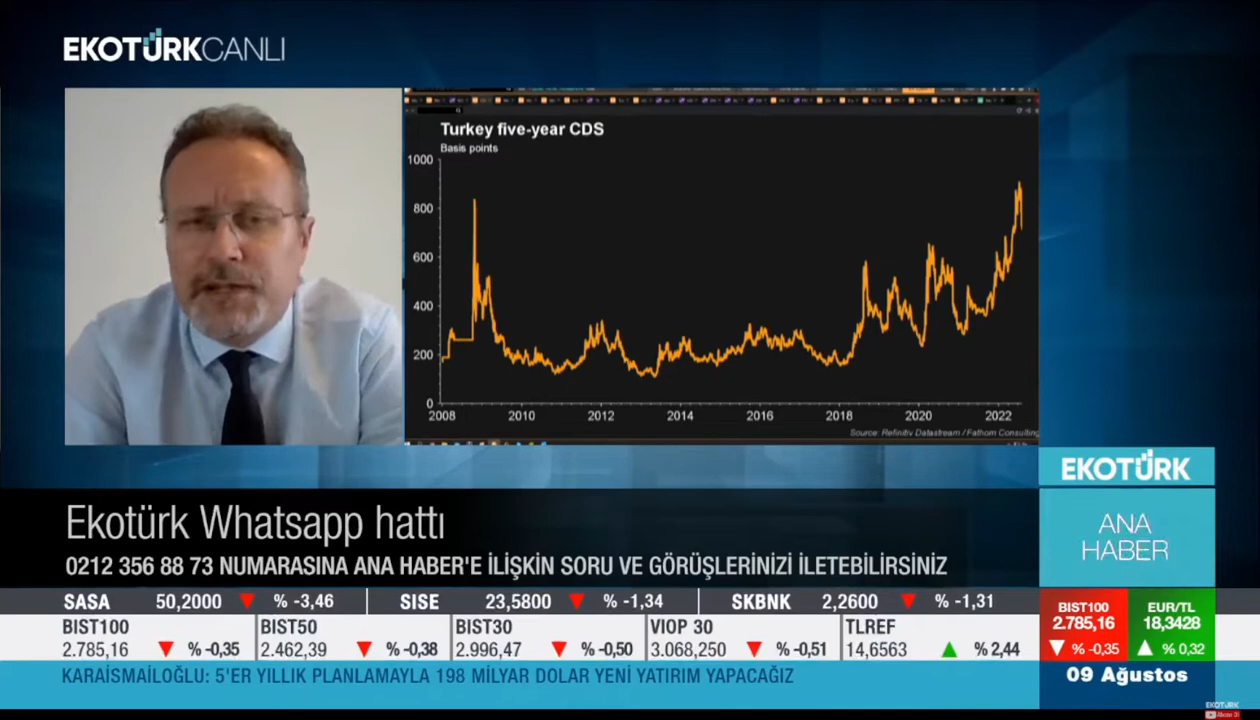 EKOTÜRK CANLI
Turkey five-year CDS
Basis points
1000
800
600
400
200
0
2008 2010 2012 2014 2016 2018 2020 2022
Source: Refinitiv Datastream / Fathom Consulting
EKOTÜRK
ANA
HABER
Ekotürk Whatsapp hattı
0212 356 88 73 NUMARASINA ANA HABER'E İLİŞKİN SORU VE GÖRÜŞLERİNİZİ İLETEBİLİRSİNİZ
SASA 50,2000 % -3,46 SISE 23,5800 % -1,34 SKBNK 2,2600 % -1,31
BIST100 BIST50 BIST30 VIOP 30 TLREF
2.785,16 % -0,35 2.462,39 % -0,38 2.996,47 % -0,50 3.068,250 % -0,51 14,6563 % 2,44
BIST100
2.785,16
% -0,35
EUR/TL
18,3428
% 0,32
KARAİSMAİLOĞLU: 5'ER YILLIK PLANLAMAYLA 198 MİLYAR DOLAR YENİ YATIRIM YAPACAĞIZ
09 Ağustos
EKOTÜRK